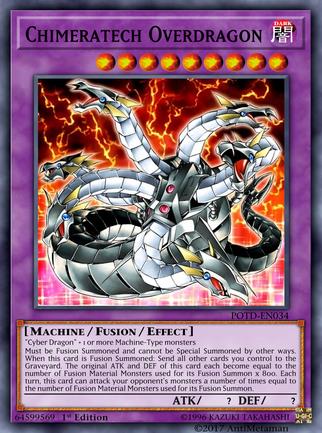 CHIMERATECH OVERDRAGON
DARK
闇
POTD-EN034
[MACHINE / FUSION / EFFECT]
"Cyber Dragon" + 1 or more Machine-Type monsters
Must be Fusion Summoned and cannot be Special Summoned by other ways.
When this card is Fusion Summoned: Send all other cards you control to the
Graveyard. The original ATK and DEF of this card each become equal to the
number of Fusion Material Monsters used for its Fusion Summon x 800. Each
turn, this card can attack your opponent's monsters a number of times equal to
the number of Fusion Material Monsters used for its Fusion Summon.
ATK/ ? DEF/ ?
64599569 1st Edition ©1996 KAZUKI TAKAHASHI
©2017 AntiMetaman